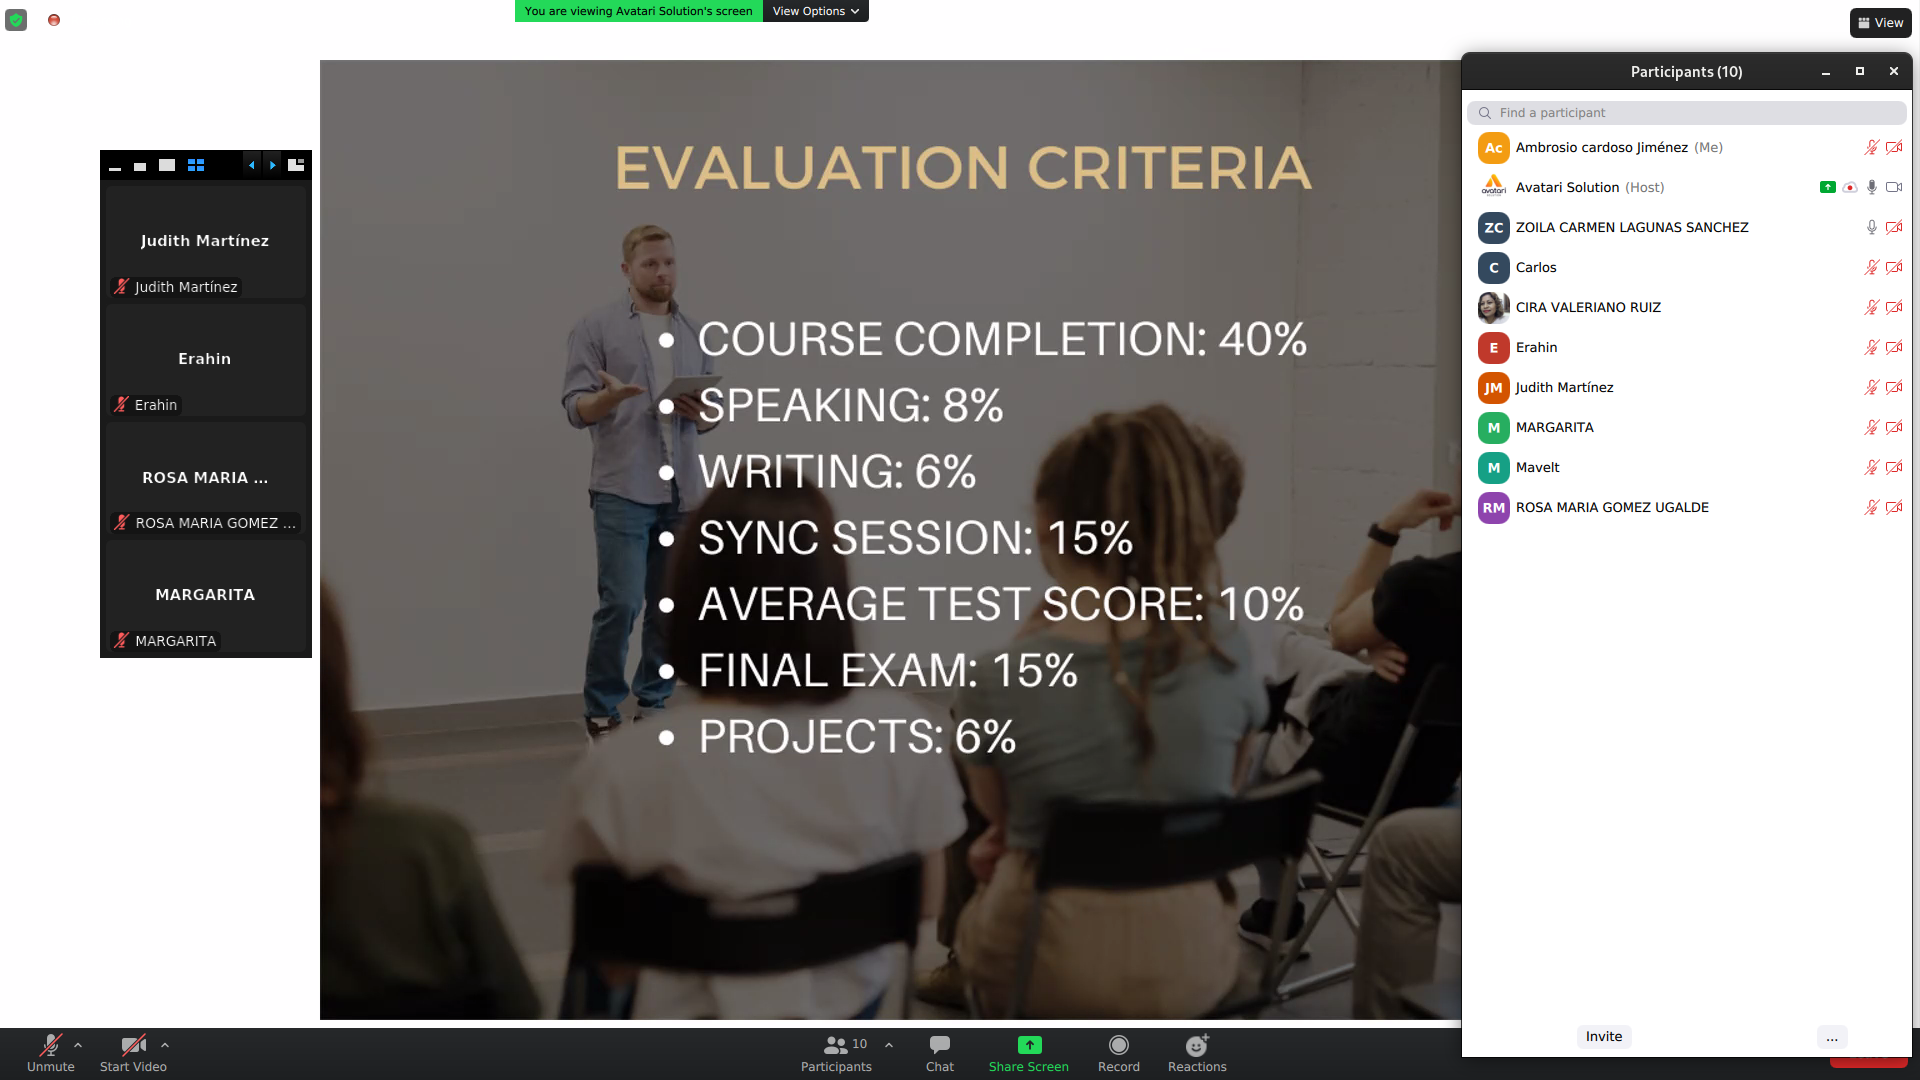 You are viewing Avatari Solution's screen
View Options
View
EVALUATION CRITERIA
• COURSE COMPLETION: 40%
• SPEAKING: 8%
• WRITING: 6%
• SYNC SESSION: 15%
• AVERAGE TEST SCORE: 10%
• FINAL EXAM: 15%
• PROJECTS: 6%
Judith Martínez
Judith Martínez
Erahin
Erahin
ROSA MARIA ...
ROSA MARIA GOMEZ ...
MARGARITA
MARGARITA
Participants (10)
Find a participant
Ac Ambrosio cardoso Jiménez (Me)
avatari Avatari Solution (Host)
ZC ZOILA CARMEN LAGUNAS SANCHEZ
C Carlos
CIRA VALERIANO RUIZ
E Erahin
JM Judith Martínez
M MARGARITA
M Mavelt
RM ROSA MARIA GOMEZ UGALDE
Invite
...
Unmute
Start Video
10
Participants
Chat
Share Screen
Record
Reactions